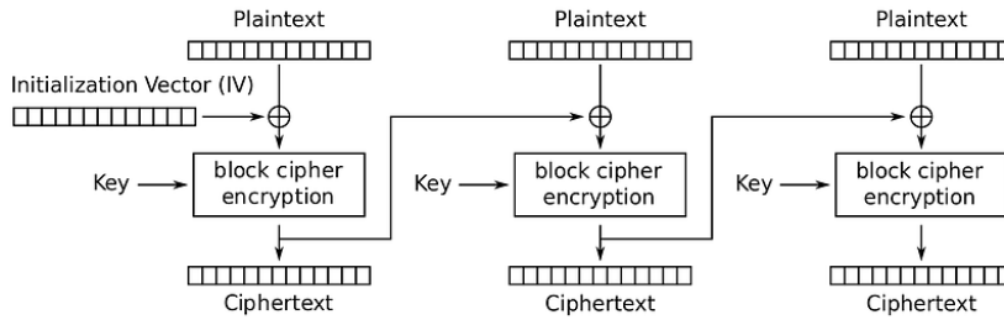 Plaintext
Plaintext
Plaintext
Initialization Vector (IV)
Key
block cipher
encryption
Key
block cipher
encryption
Key
block cipher
encryption
Ciphertext
Ciphertext
Ciphertext